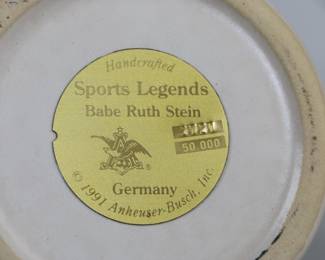 Handcrafted
Sports Legends
Babe Ruth Stein
50,000
A
®
Germany
© 1991 Anheuser-Busch, Inc.